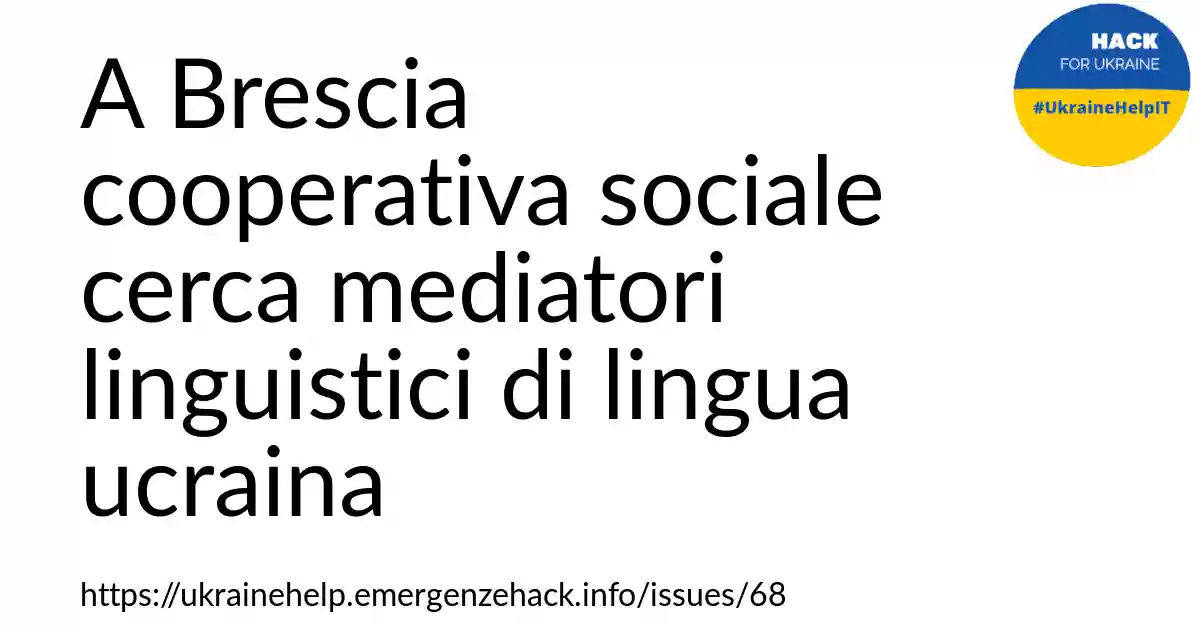 HACK
FOR UKRAINE
#UkraineHelpIT
A Brescia
cooperativa sociale
cerca mediatori
linguistici di lingua
ucraina
https://ukrainehelp.emergenzehack.info/issues/68